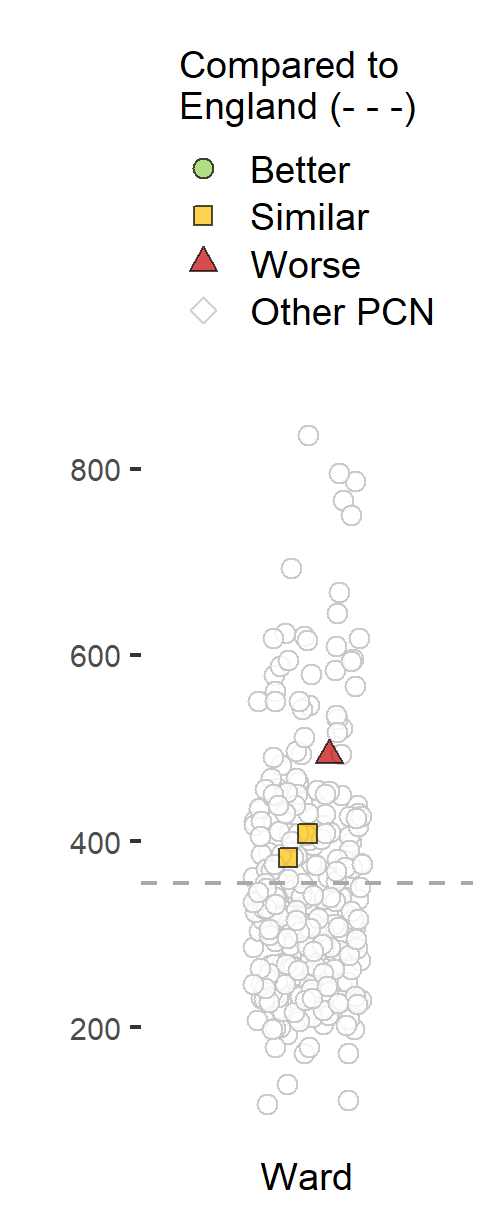 Compared to
England (- - -)
Better
Similar
Worse
Other PCN
800
600
400
200
Ward